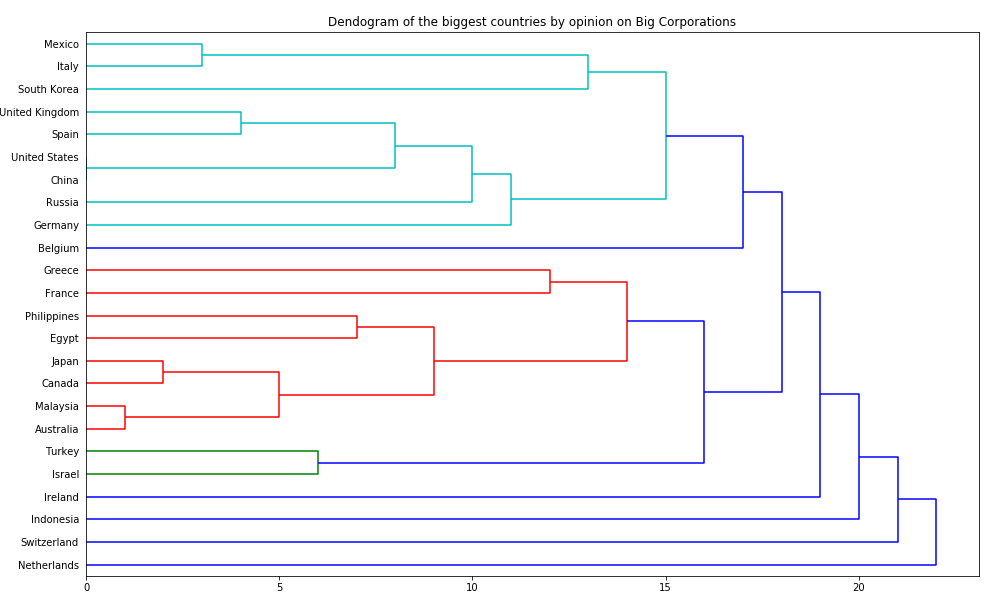 Dendogram of the biggest countries by opinion on Big Corporations
Mexico
Italy
South Korea
United Kingdom
Spain
United States
China
Russia
Germany
Belgium
Greece
France
Philippines
Egypt
Japan
Canada
Malaysia
Australia
Turkey
Israel
Ireland
Indonesia
Switzerland
Netherlands
0 5 10 15 20